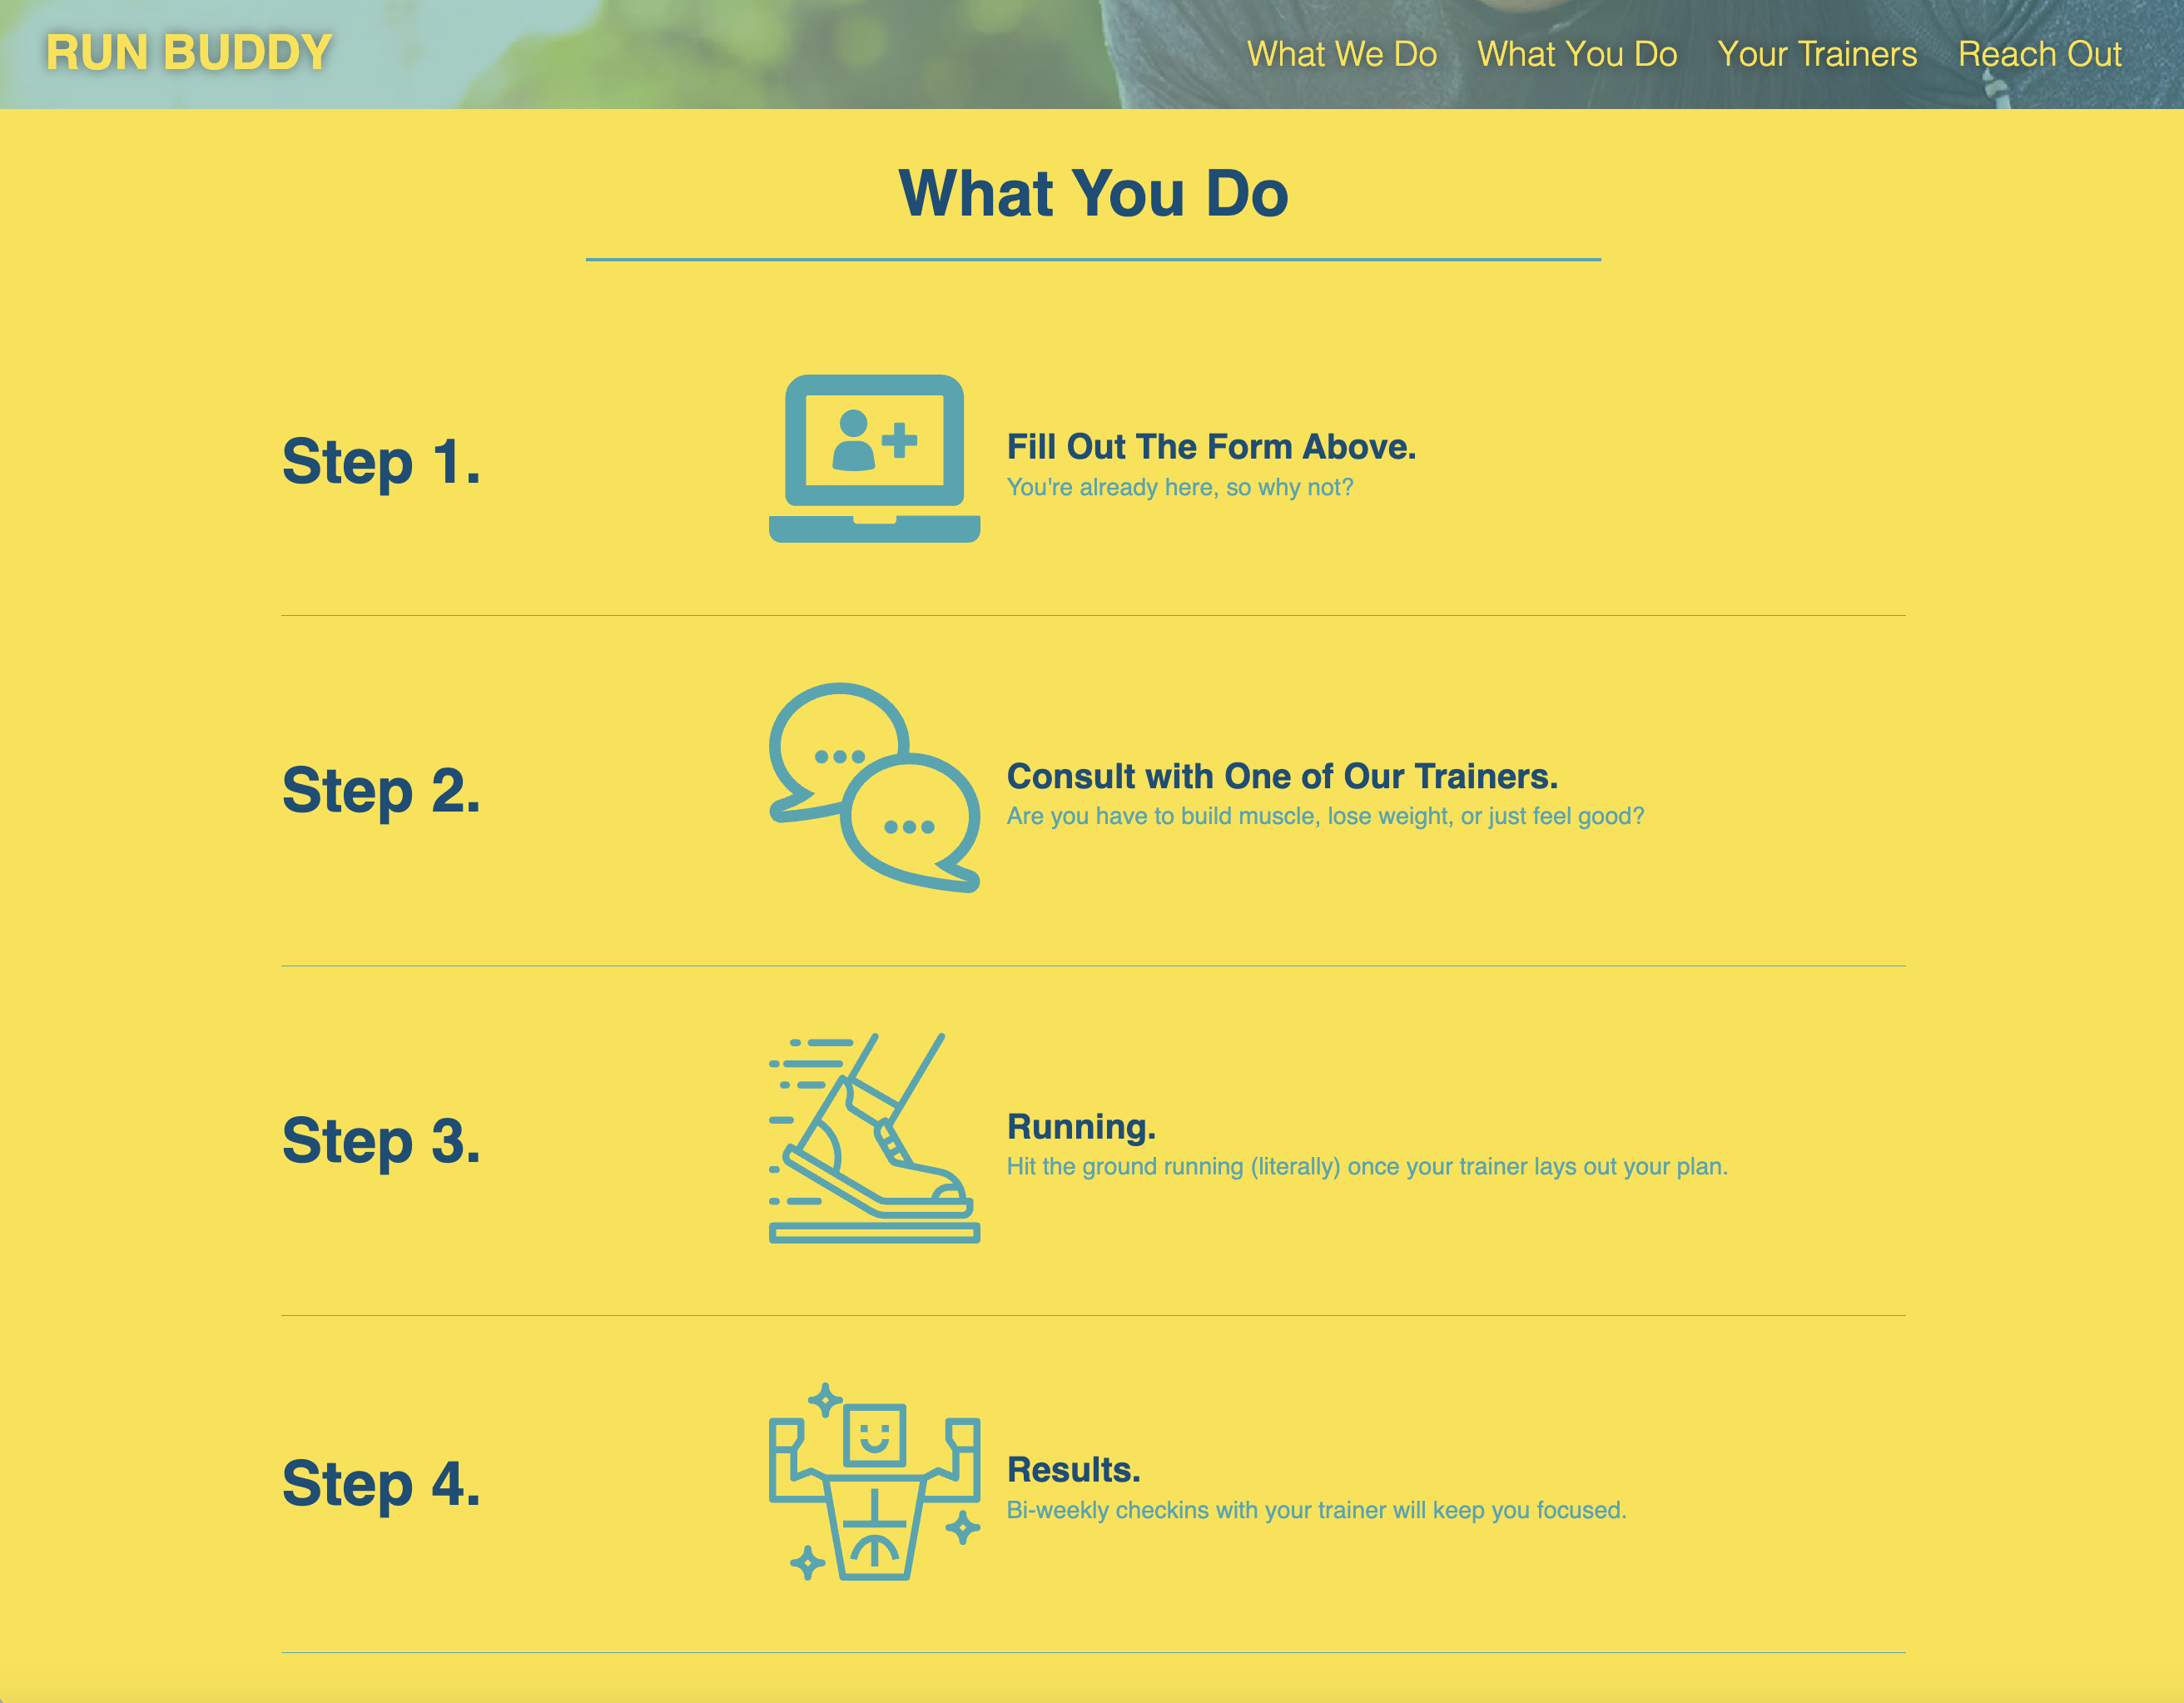 RUN BUDDY
What We Do What You Do Your Trainers Reach Out
What You Do
Step 1.
Fill Out The Form Above.
You're already here, so why not?
Step 2.
Consult with One of Our Trainers.
Are you have to build muscle, lose weight, or just feel good?
Step 3.
Running.
Hit the ground running (literally) once your trainer lays out your plan.
Step 4.
Results.
Bi-weekly checkins with your trainer will keep you focused.